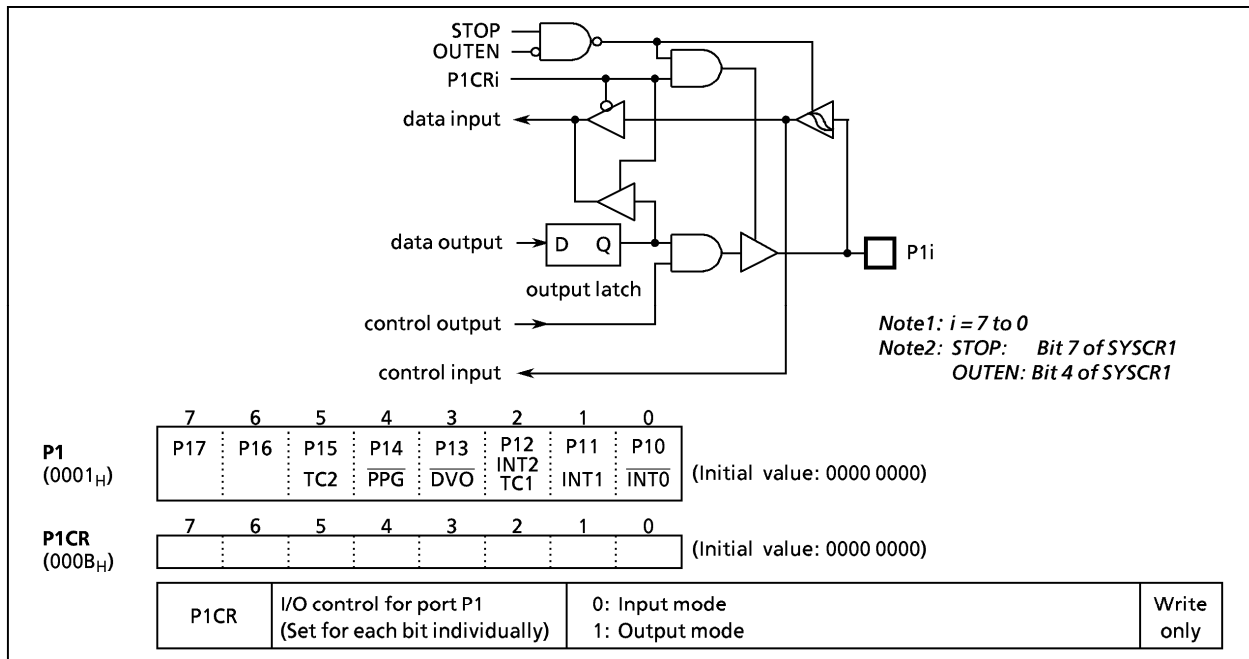 STOP
OUTEN
P1CRi
data input
data output
D Q
P1i
output latch
control output
Note1: i = 7 to 0
Note2: STOP: Bit 7 of SYSCR1
OUTEN: Bit 4 of SYSCR1
control input
7 6 5 4 3 2 1 0
P1
(0001H)
P17 P16 P15 P14 P13 P12 P11 P10
TC2 PPG DVO INT2 TC1 INT1 INT0
(Initial value: 0000 0000)
7 6 5 4 3 2 1 0
P1CR
(000BH)
(Initial value: 0000 0000)
P1CR
I/O control for port P1
(Set for each bit individually)
0: Input mode
1: Output mode
Write
only